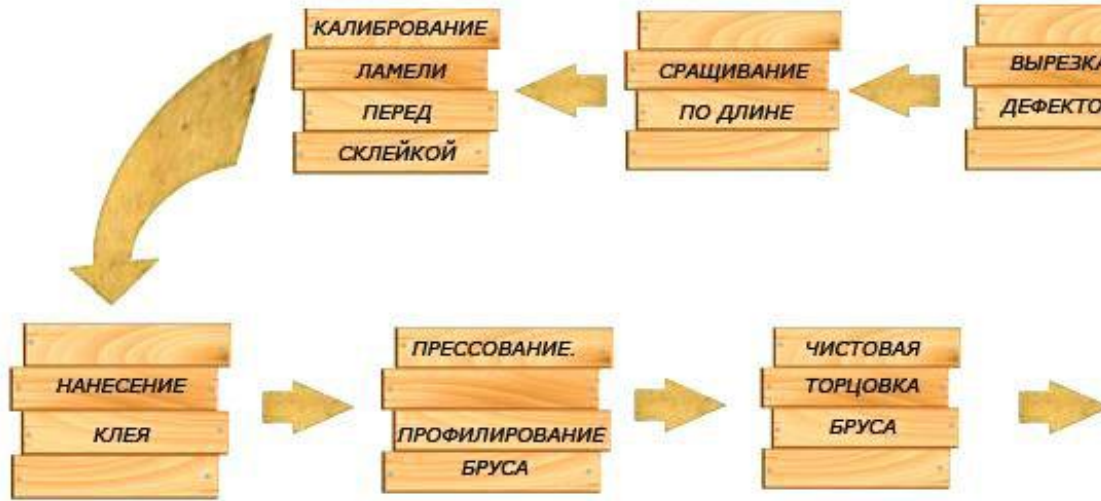 КАЛИБРОВАНИЕ
ЛАМЕЛИ
ПЕРЕД
СКЛЕЙКОЙ
СРАЩИВАНИЕ
ПО ДЛИНЕ
ВЫРЕЗКА
ДЕФЕКТО
НАНЕСЕНИЕ
КЛЕЯ
ПРЕССОВАНИЕ.
ПРОФИЛИРОВАНИЕ
БРУСА
ЧИСТОВАЯ
ТОРЦОВКА
БРУСА